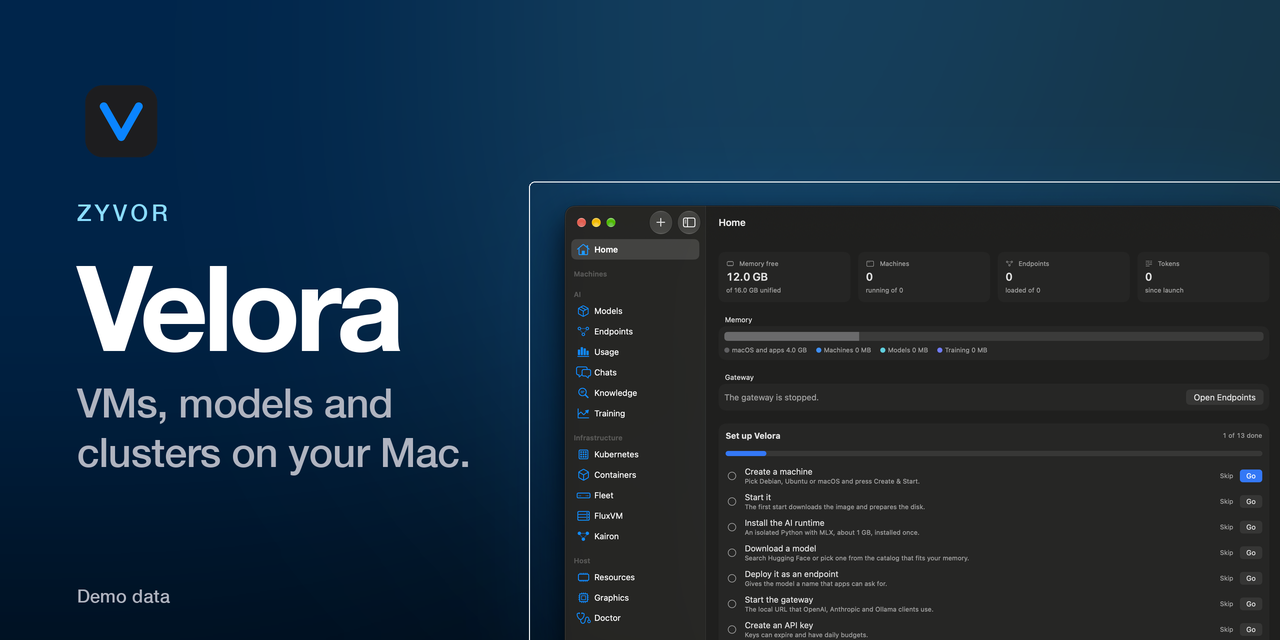 ZYVOR
Velora
VMs, models and
clusters on your Mac.
Demo data
Home
Machines
AI
Models
Endpoints
Usage
Chats
Knowledge
Training
Infrastructure
Kubernetes
Containers
Fleet
FluxVM
Kairon
Host
Resources
Graphics
Doctor
Home
Memory free
12.0 GB
of 16.0 GB unified
Machines
0
running of 0
Endpoints
0
loaded of 0
Tokens
0
since launch
Memory
macOS and apps 4.0 GB Machines 0 MB Models 0 MB Training 0 MB
Gateway
The gateway is stopped. Open Endpoints
Set up Velora 1 of 13 done
Create a machine
Pick Debian, Ubuntu or macOS and press Create & Start.
Skip Go
Start it
The first start downloads the image and prepares the disk.
Skip Go
Install the AI runtime
An isolated Python with MLX, about 1 GB, installed once.
Skip Go
Download a model
Search Hugging Face or pick one from the catalog that fits your memory.
Skip Go
Deploy it as an endpoint
Gives the model a name that apps can ask for.
Skip Go
Start the gateway
The local URL that OpenAI, Anthropic and Ollama clients use.
Skip Go
Create an API key
Keys can expire and have daily budgets.
Skip Go